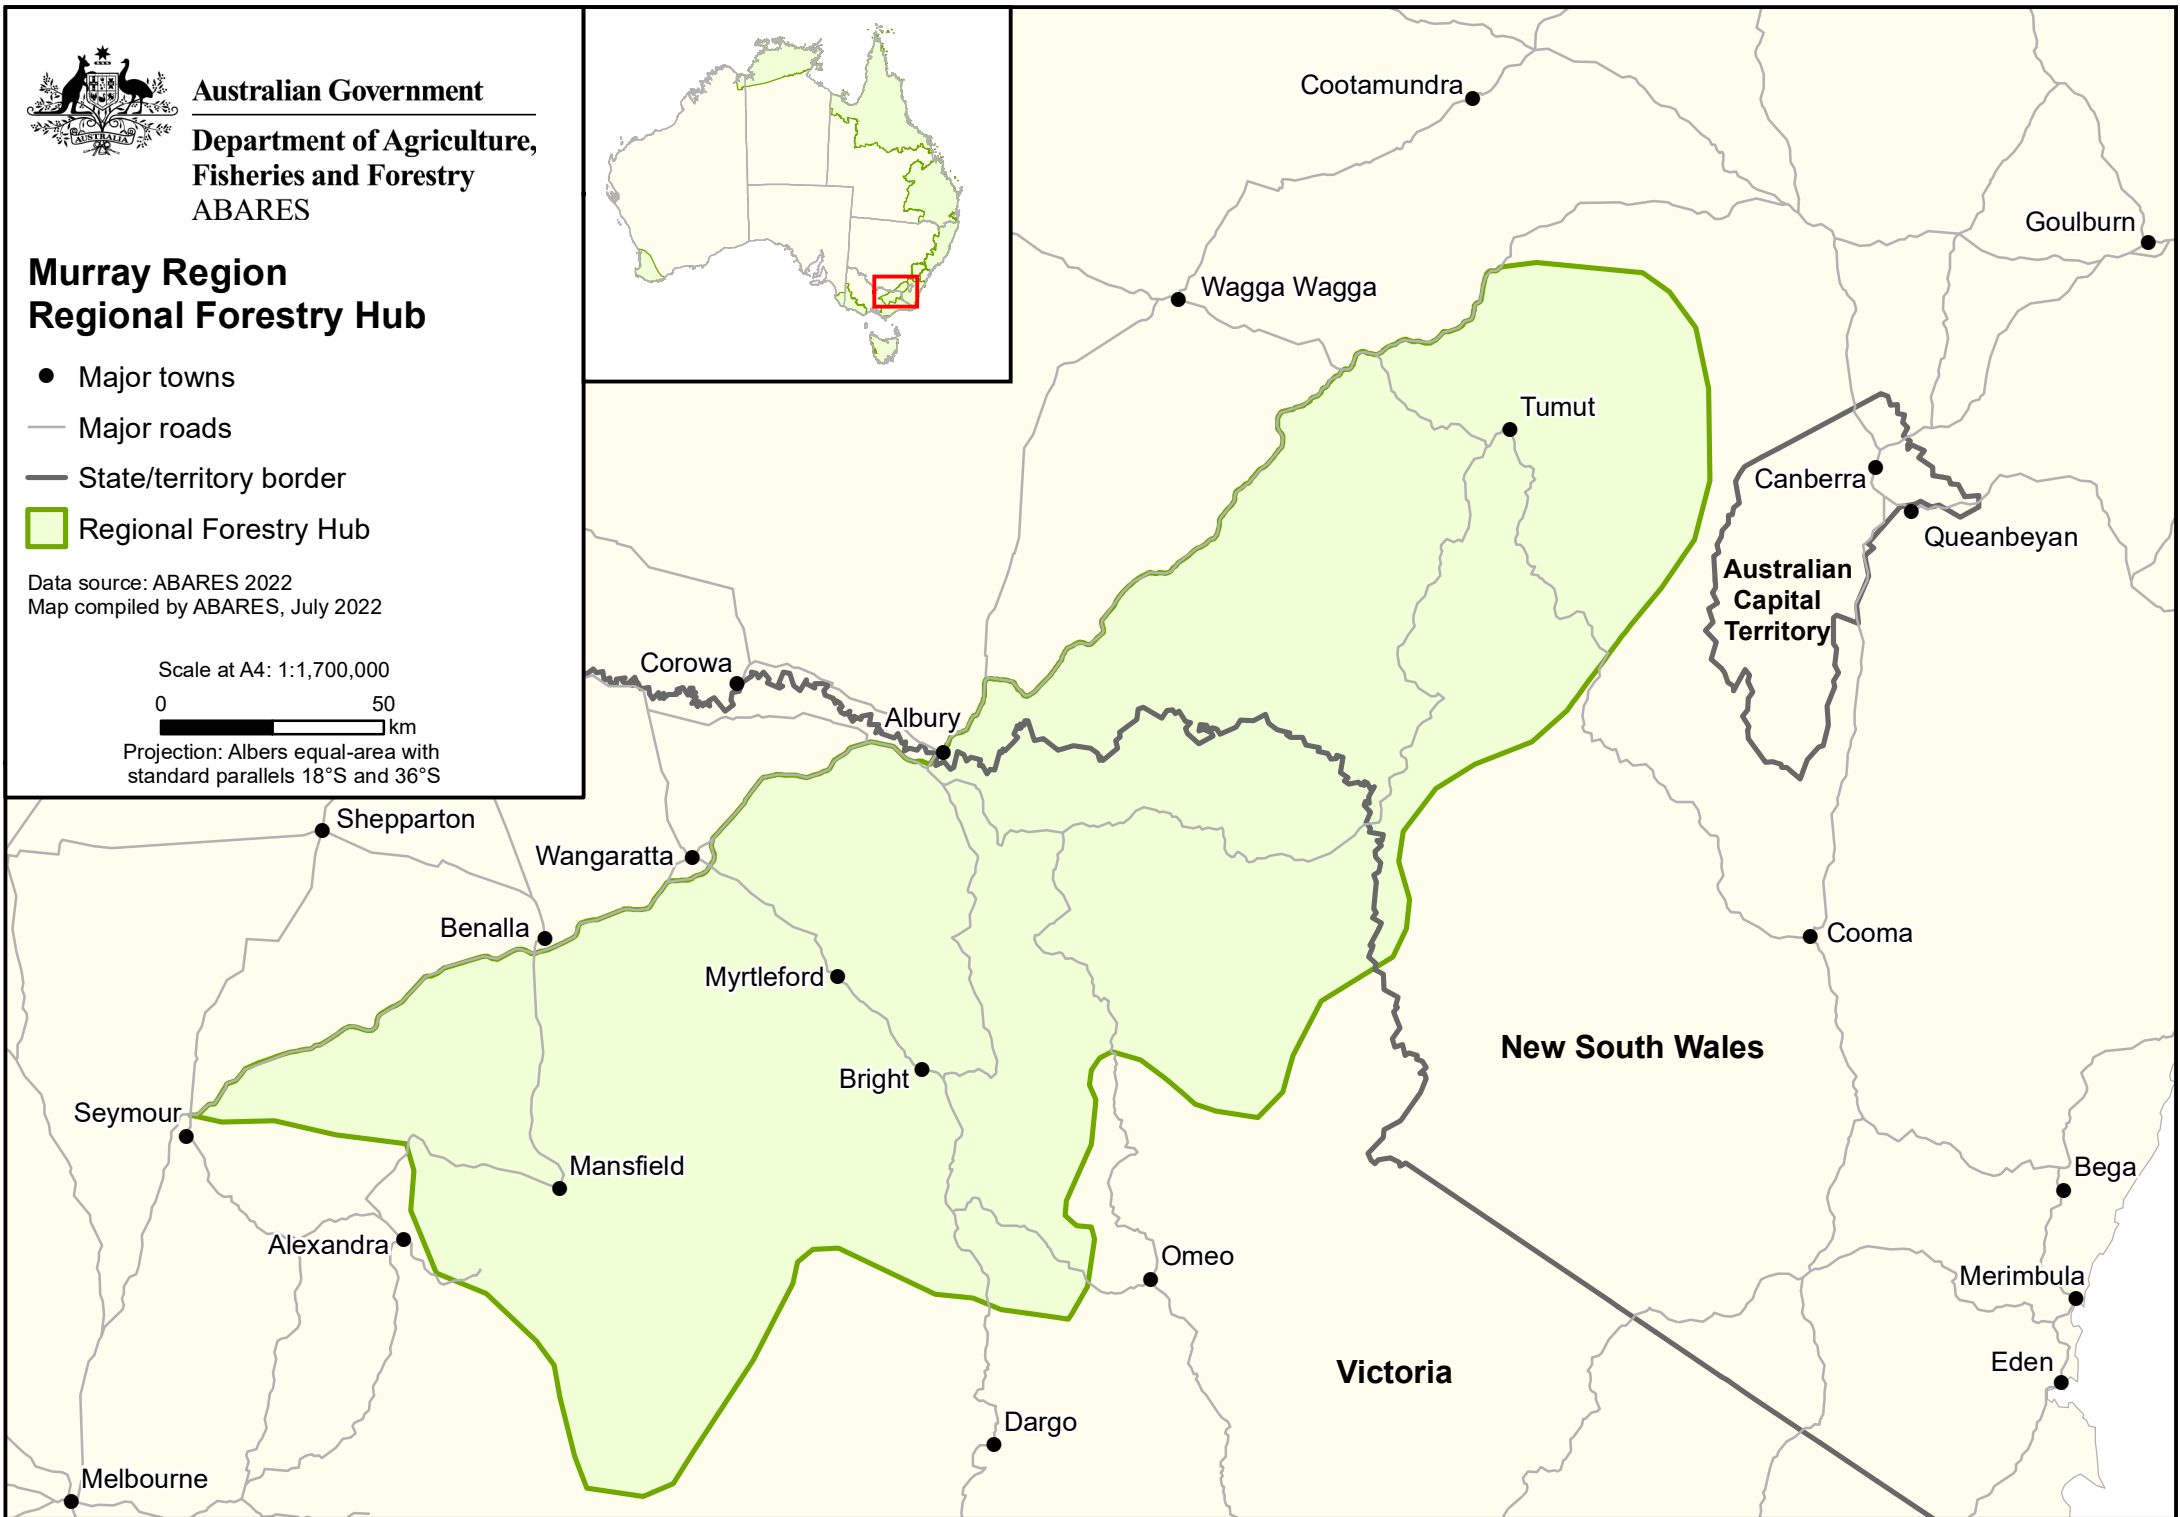 AUSTRALIA
Australian Government
Department of Agriculture,
Fisheries and Forestry
ABARES
Murray Region
Regional Forestry Hub
Major towns
Major roads
State/territory border
Regional Forestry Hub
Data source: ABARES 2022
Map compiled by ABARES, July 2022
Scale at A4: 1:1,700,000
0 50
km
Projection: Albers equal-area with
standard parallels 18°S and 36°S
Cootamundra
Goulburn
Wagga Wagga
Tumut
Canberra
Queanbeyan
Australian
Capital
Territory
Corowa
Albury
Shepparton
Wangaratta
Benalla
Cooma
Myrtleford
New South Wales
Bright
Seymour
Mansfield
Bega
Alexandra
Omeo
Merimbula
Eden
Victoria
Dargo
Melbourne